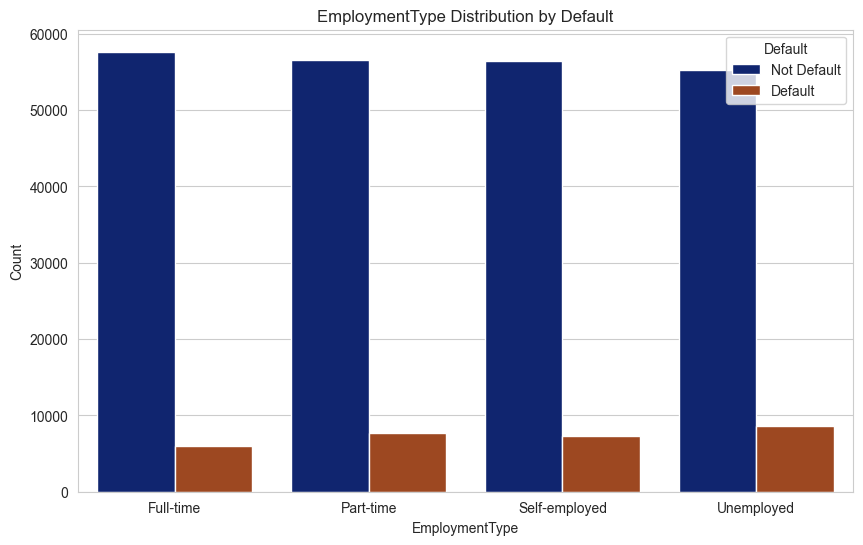 EmploymentType Distribution by Default
Default
Not Default
Default
60000
50000
40000
30000
20000
10000
0
Count
Full-time
Part-time
Self-employed
Unemployed
EmploymentType